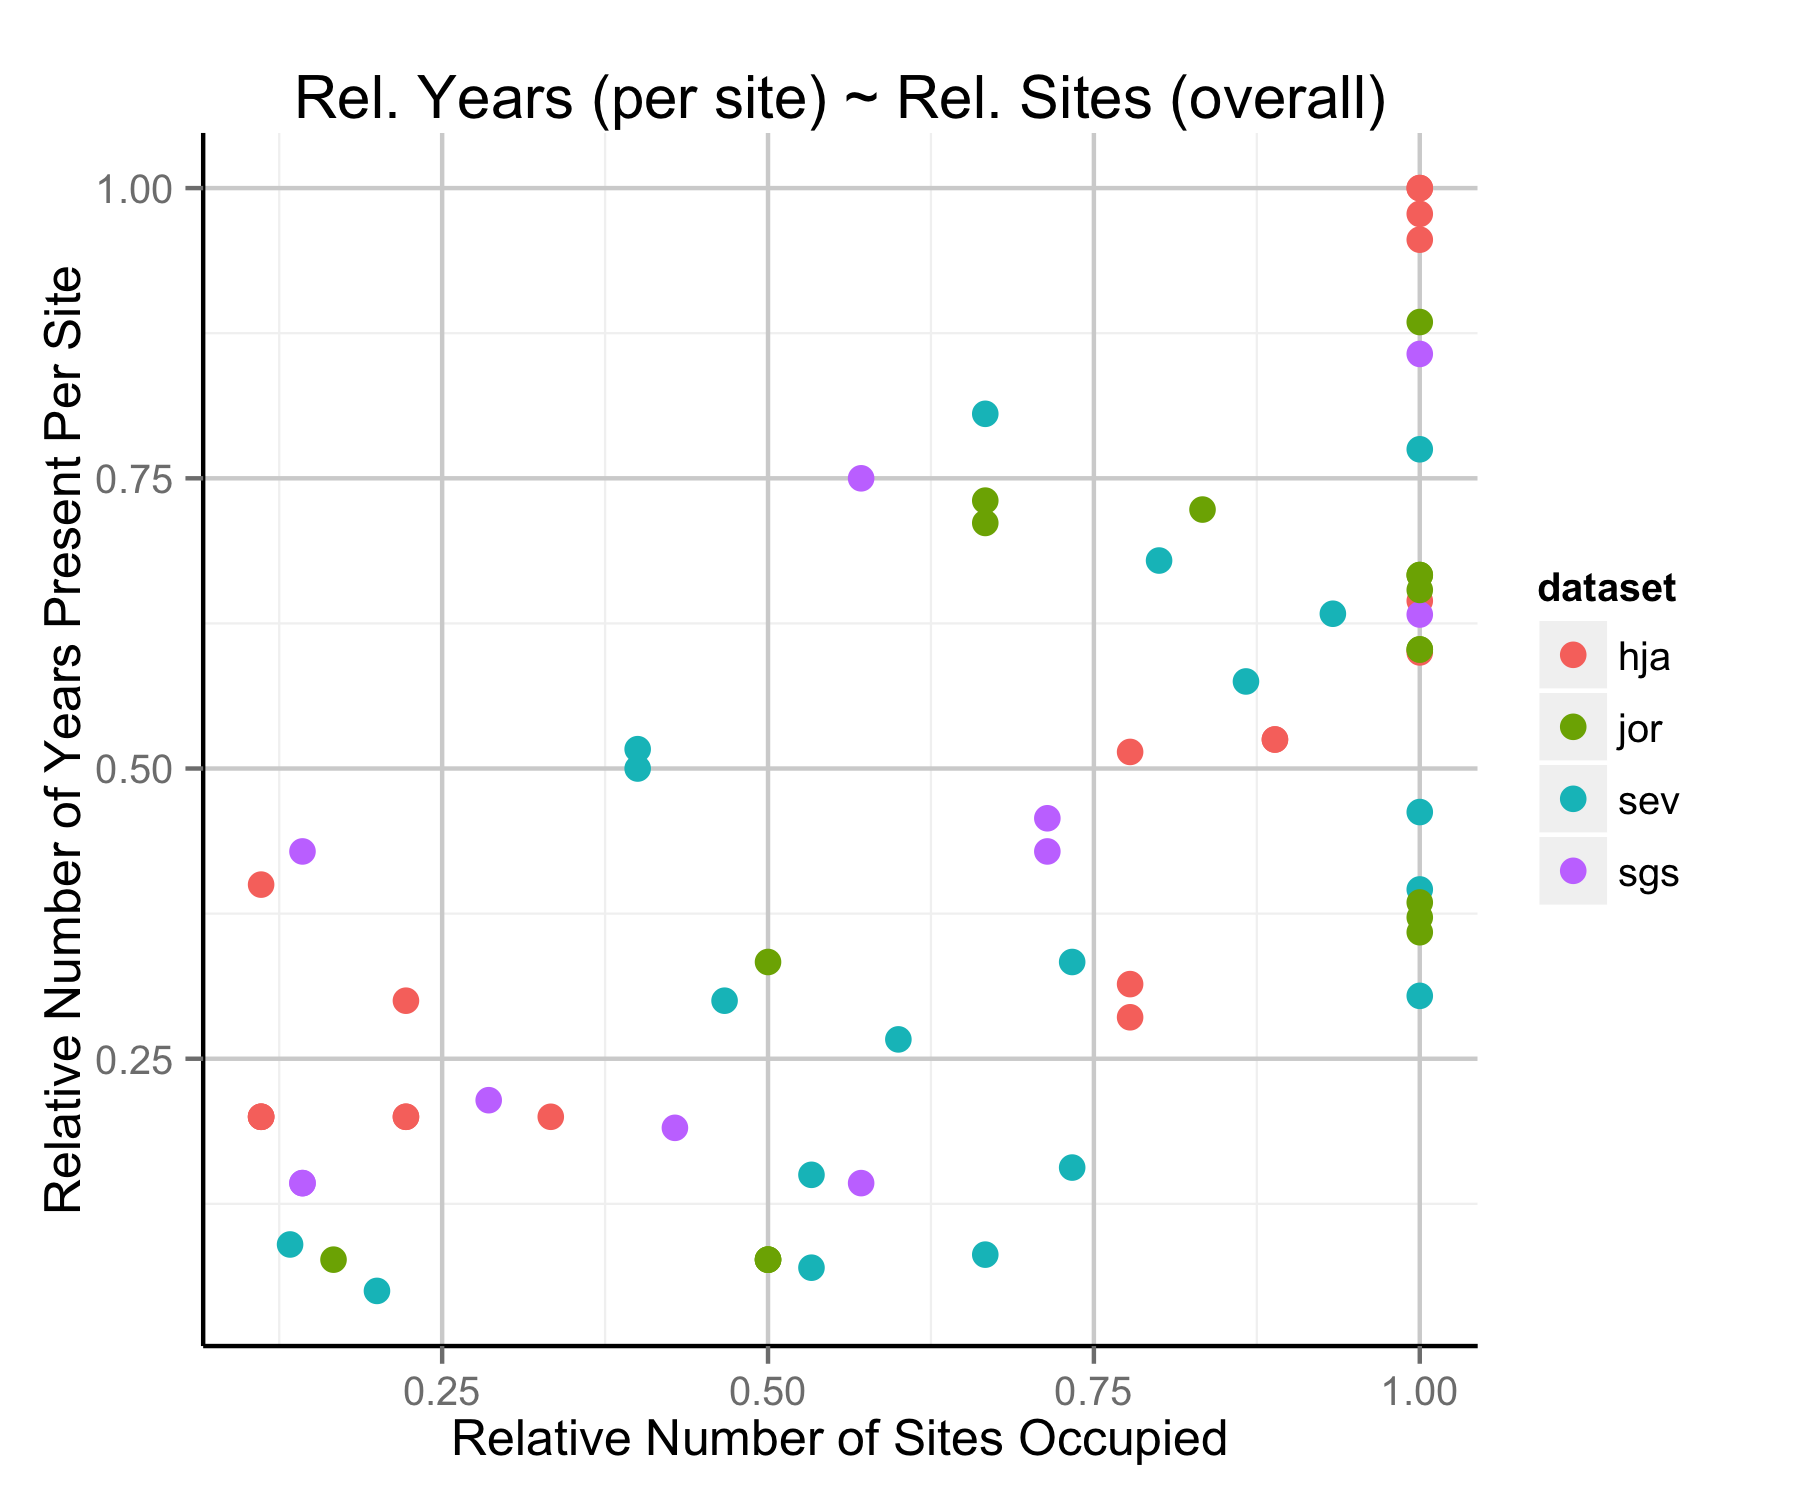 Rel. Years (per site) ~ Rel. Sites (overall)
Relative Number of Years Present Per Site
1.00
0.75
0.50
0.25
0.25 0.50 0.75 1.00
Relative Number of Sites Occupied
dataset
hja
jor
sev
sgs